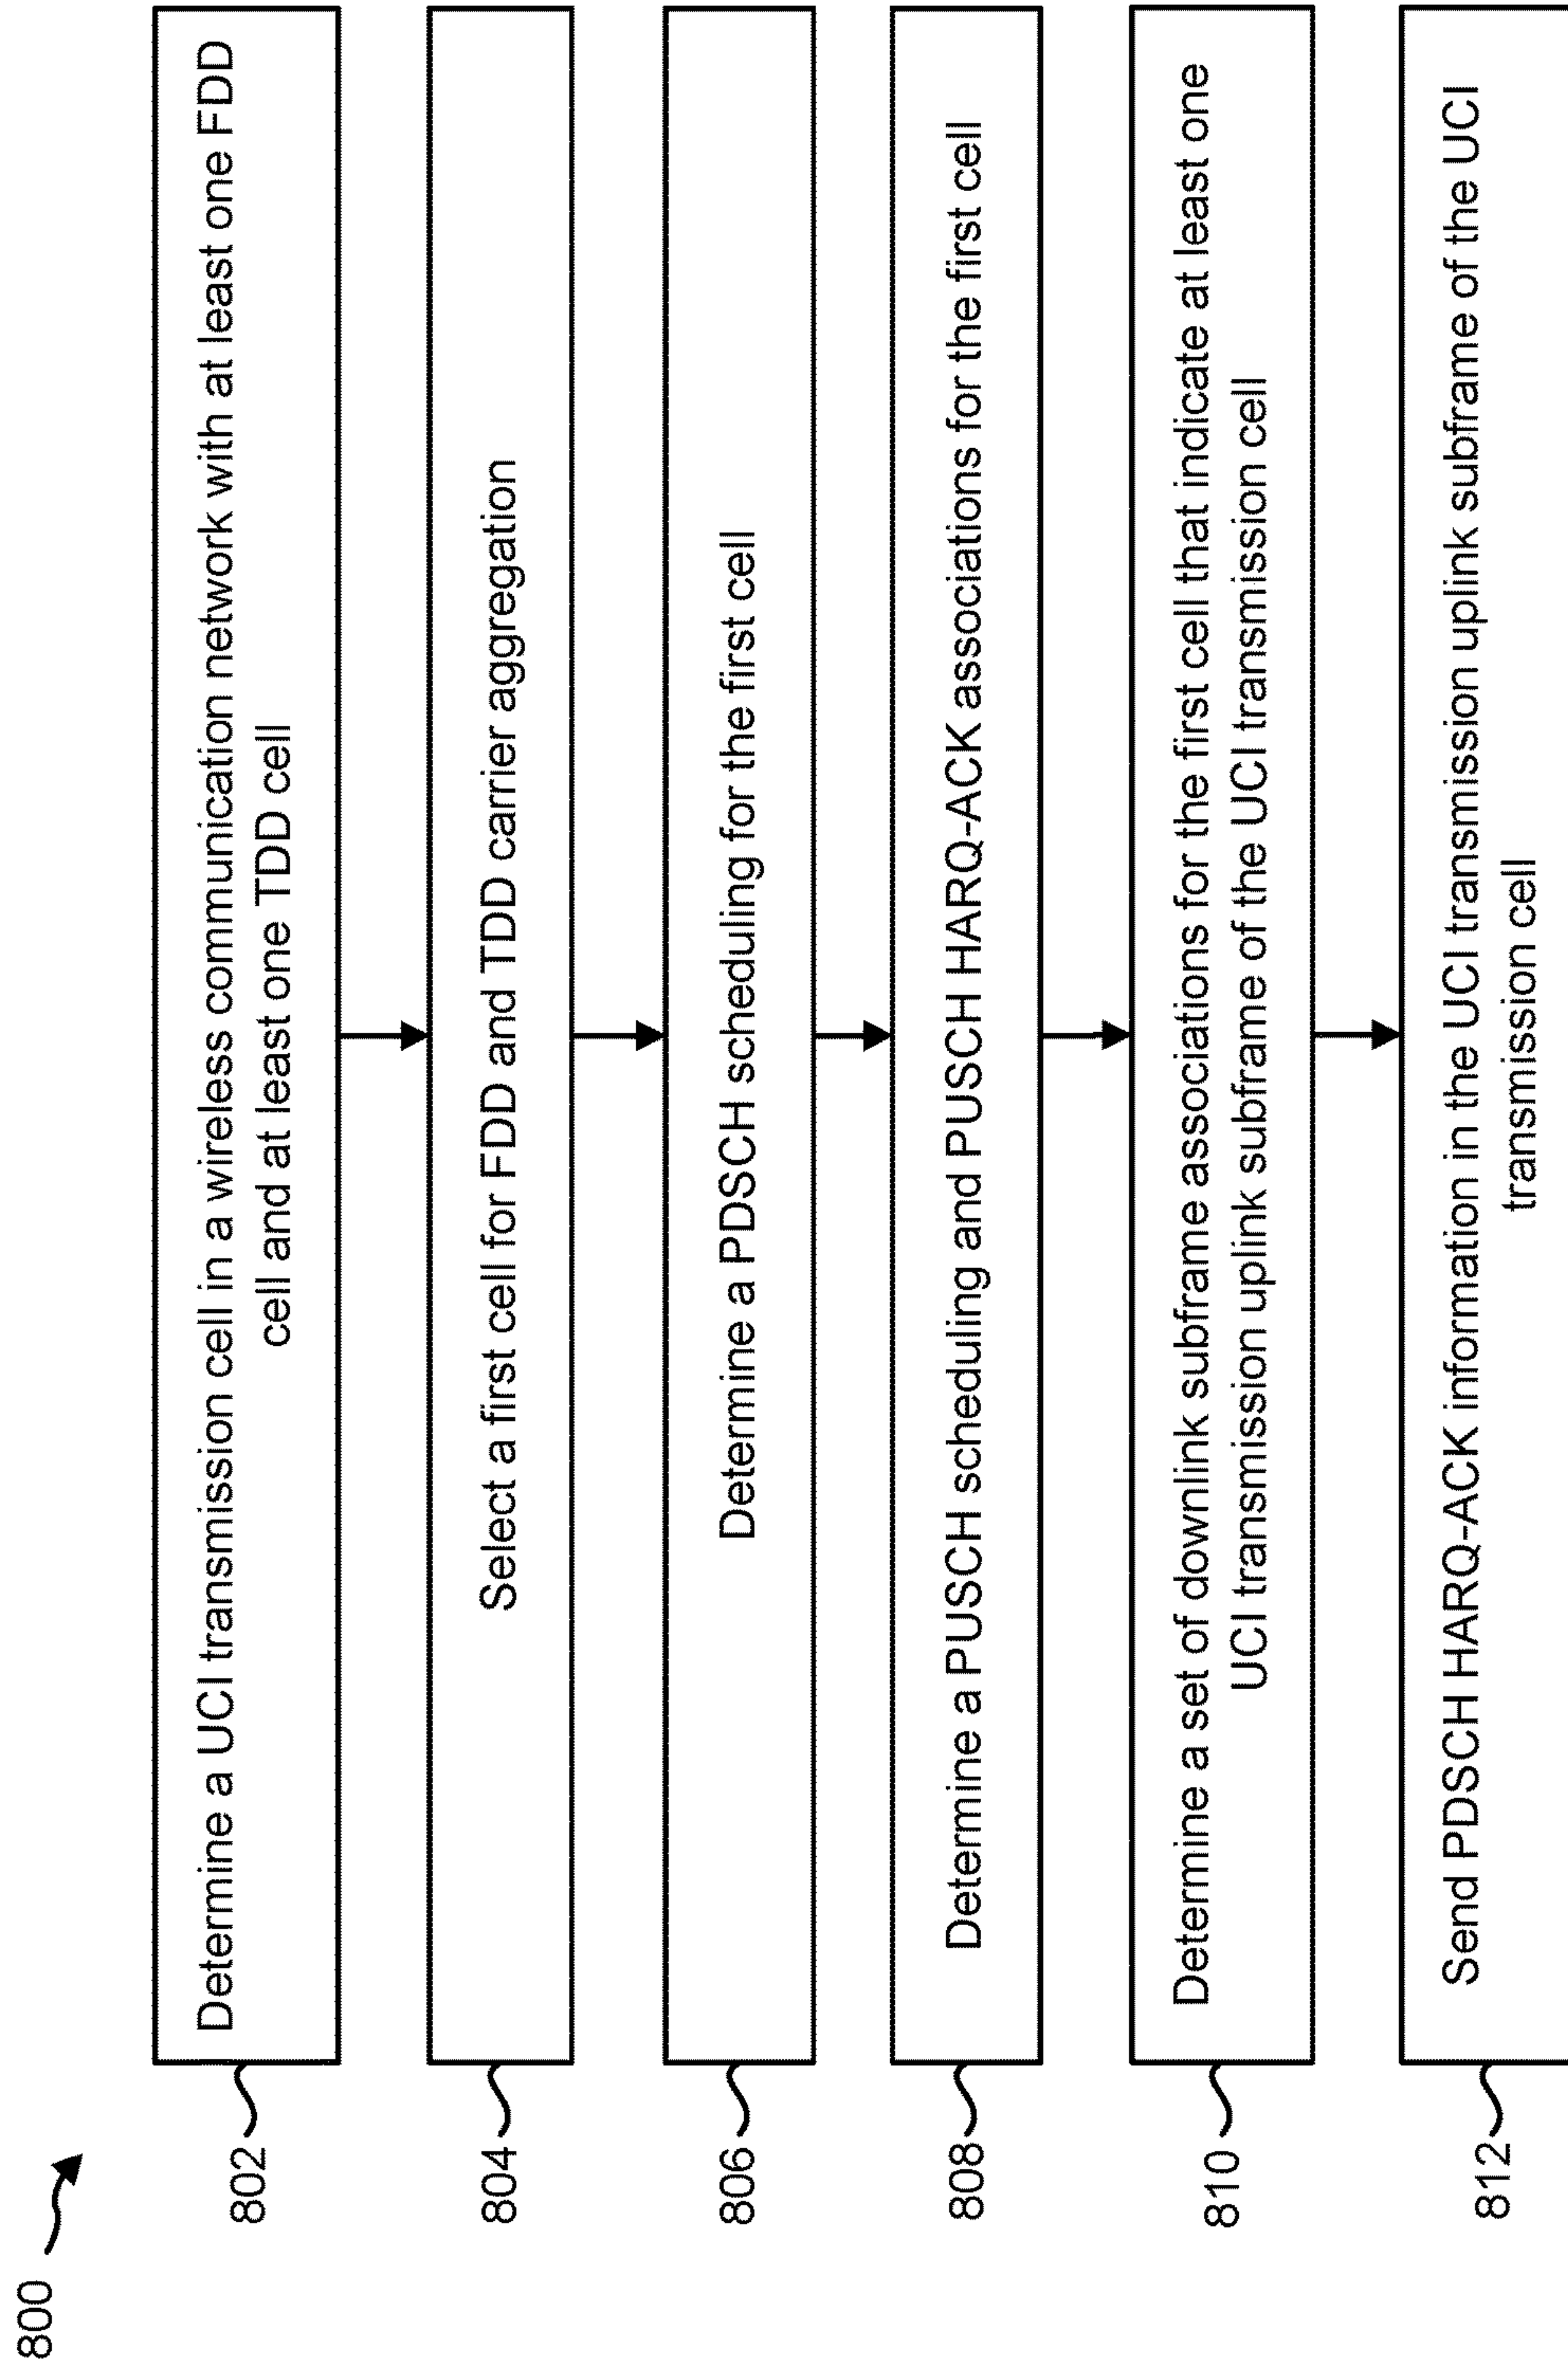 800
802
Determine a UCI transmission cell in a wireless communication network with at least one FDD
cell and at least one TDD cell
804
Select a first cell for FDD and TDD carrier aggregation
806
Determine a PDSCH scheduling for the first cell
808
Determine a PUSCH scheduling and PUSCH HARQ-ACK associations for the first cell
810
Determine a set of downlink subframe associations for the first cell that indicate at least one
UCI transmission uplink subframe of the UCI transmission cell
812
Send PDSCH HARQ-ACK information in the UCI transmission uplink subframe of the UCI
transmission cell